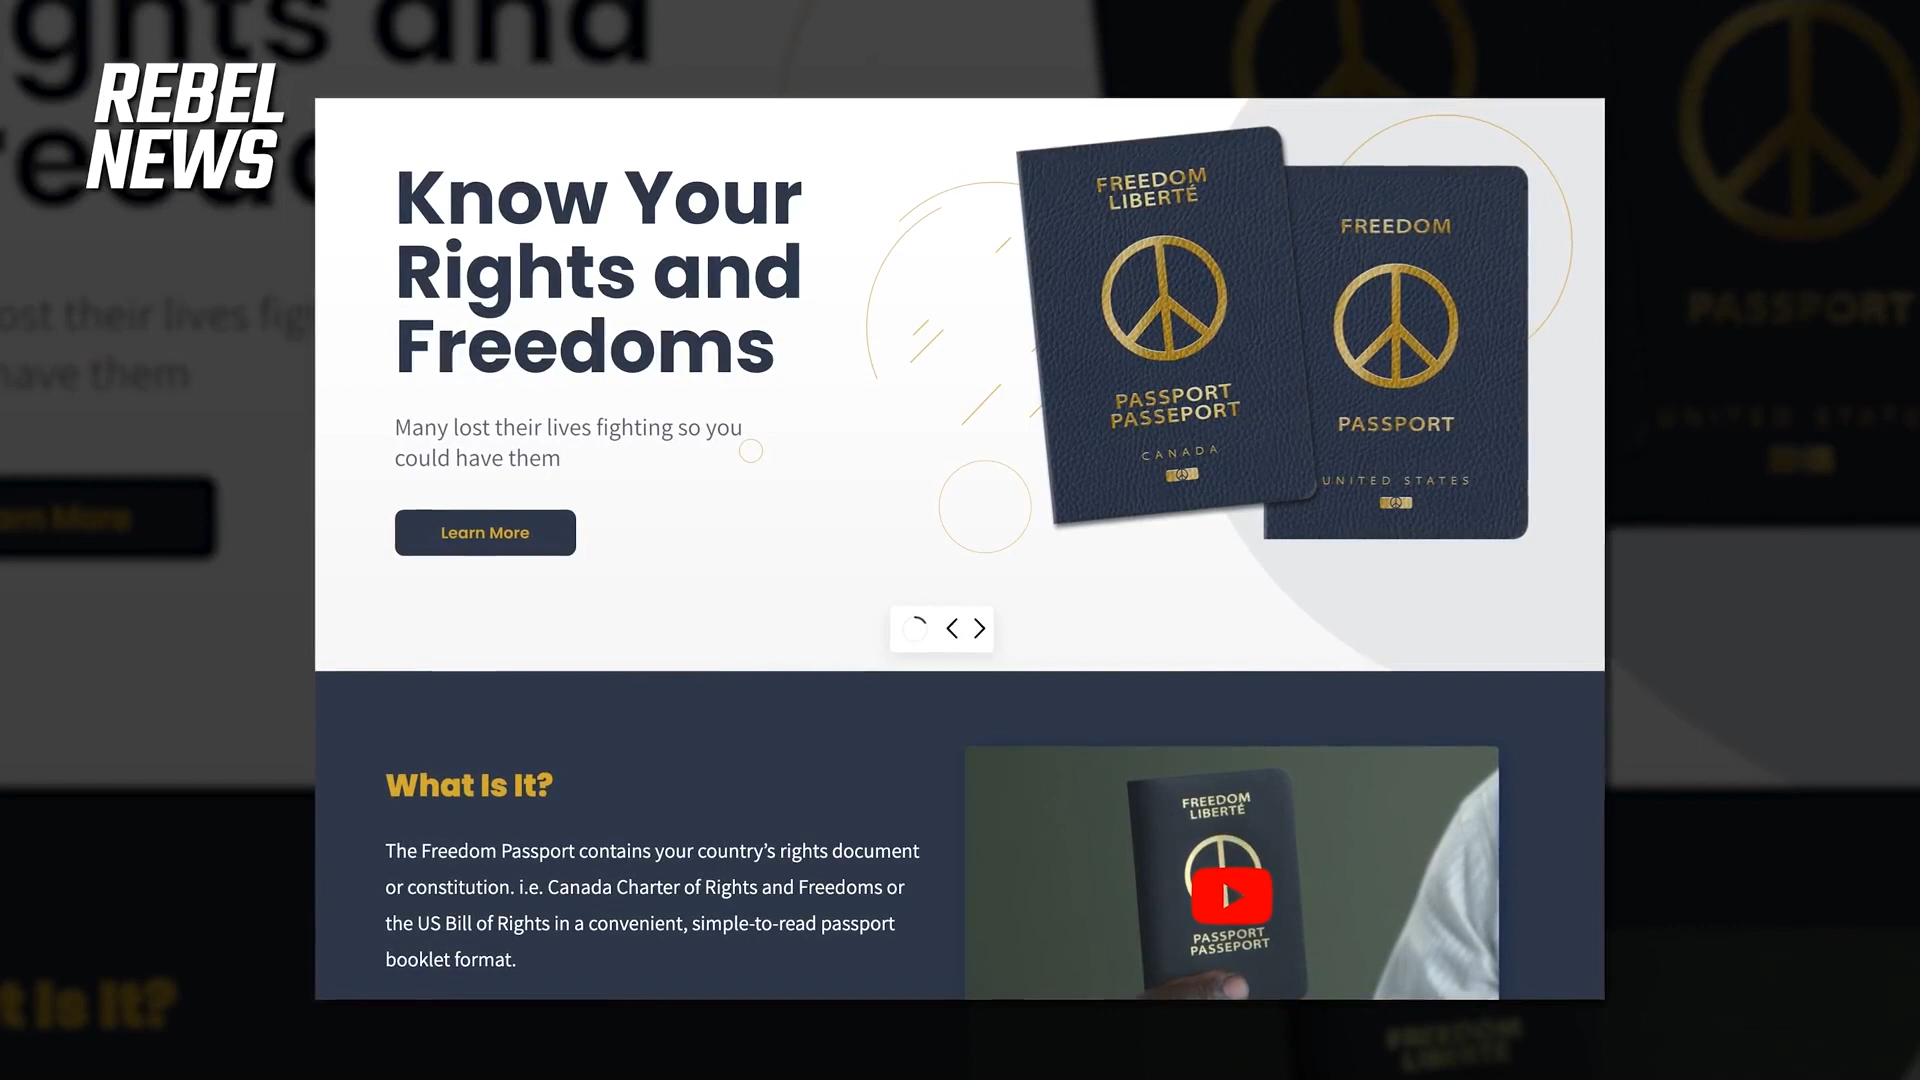 REBEL
NEWS
Know Your
Rights and
Freedoms
Many lost their lives fighting so you
could have them
Learn More
FREEDOM
LIBERTÉ
PASSPORT
PASSEPORT
CANADA
FREEDOM
PASSPORT
UNITED STATES
What Is It?
The Freedom Passport contains your country’s rights document
or constitution. i.e. Canada Charter of Rights and Freedoms or
the US Bill of Rights in a convenient, simple-to-read passport
booklet format.
FREEDOM
LIBERTÉ
PASSPORT
PASSEPORT